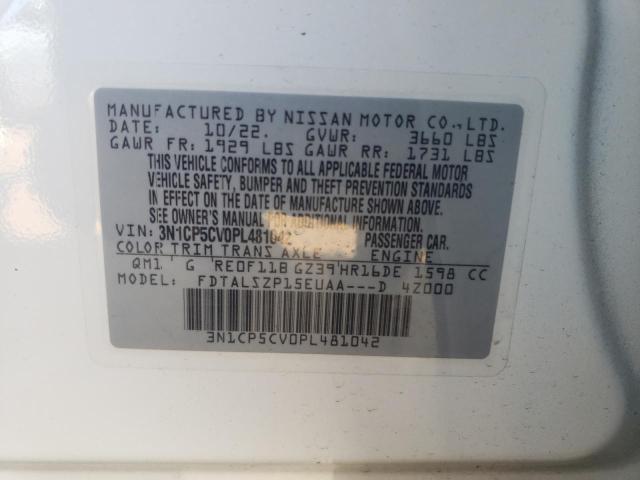 MANUFACTURED BY NISSAN MOTOR CO.,LTD.
DATE: 10/22. GVWR: 3660 LBS
GAWR FR: 1929 LBS GAWR RR: 1731 LBS
THIS VEHICLE CONFORMS TO ALL APPLICABLE FEDERAL MOTOR
VEHICLE SAFETY, BUMPER AND THEFT PREVENTION STANDARDS
IN EFFECT ON THE DATE OF MANUFACTURE SHOWN ABOVE.
SEE OWNER'S MANUAL FOR ADDITIONAL INFORMATION.
VIN: 3N1CP5CV0PL481042 PASSENGER CAR.
COLOR TRIM TRANS AXLE ENGINE
QM1 G RE0F11B GZ39 HR16DE 1598 CC
MODEL: FDTALSZP15EUAA---D 4Z000
3N1CP5CV0PL481042